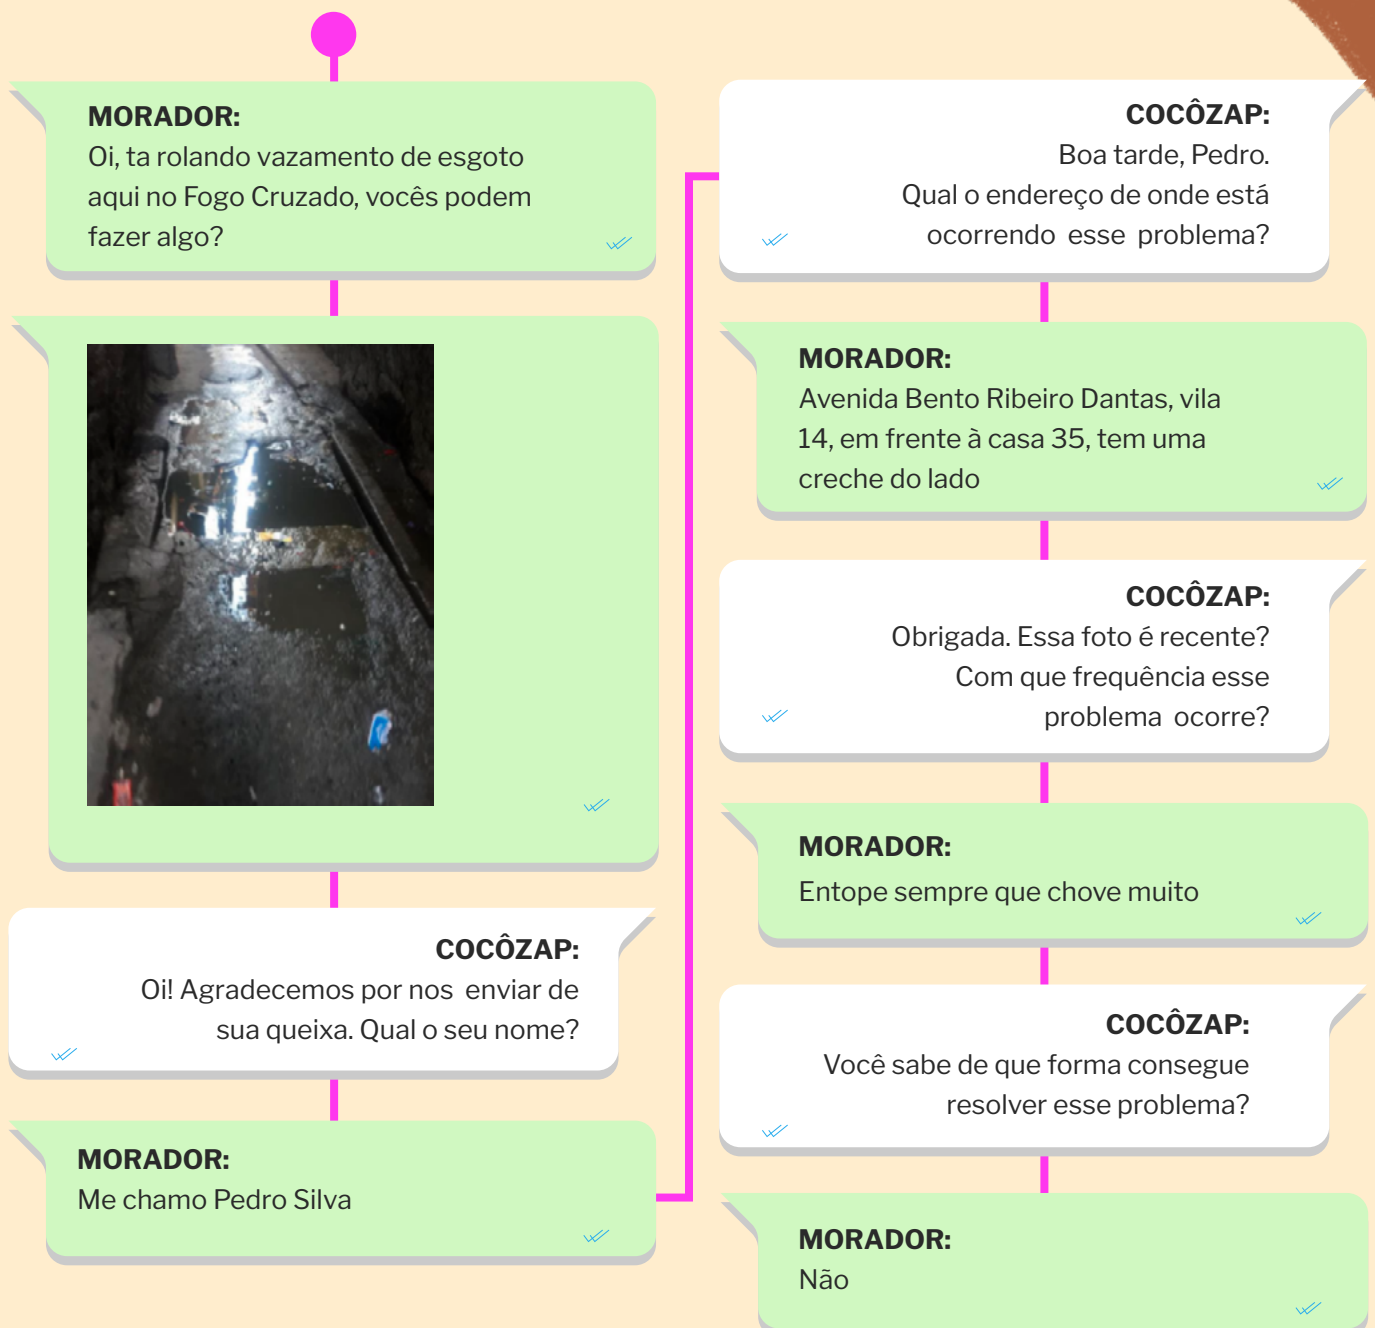 MORADOR:
Oi, ta rolando vazamento de esgoto
aqui no Fogo Cruzado, vocês podem
fazer algo?
COCÔZAP:
Oi! Agradecemos por nos enviar de
sua queixa. Qual o seu nome?
MORADOR:
Me chamo Pedro Silva
COCÔZAP:
Boa tarde, Pedro.
Qual o endereço de onde está
ocorrendo esse problema?
MORADOR:
Avenida Bento Ribeiro Dantas, vila
14, em frente à casa 35, tem uma
creche do lado
COCÔZAP:
Obrigada. Essa foto é recente?
Com que frequência esse
problema ocorre?
MORADOR:
Entope sempre que chove muito
COCÔZAP:
Você sabe de que forma consegue
resolver esse problema?
MORADOR:
Não